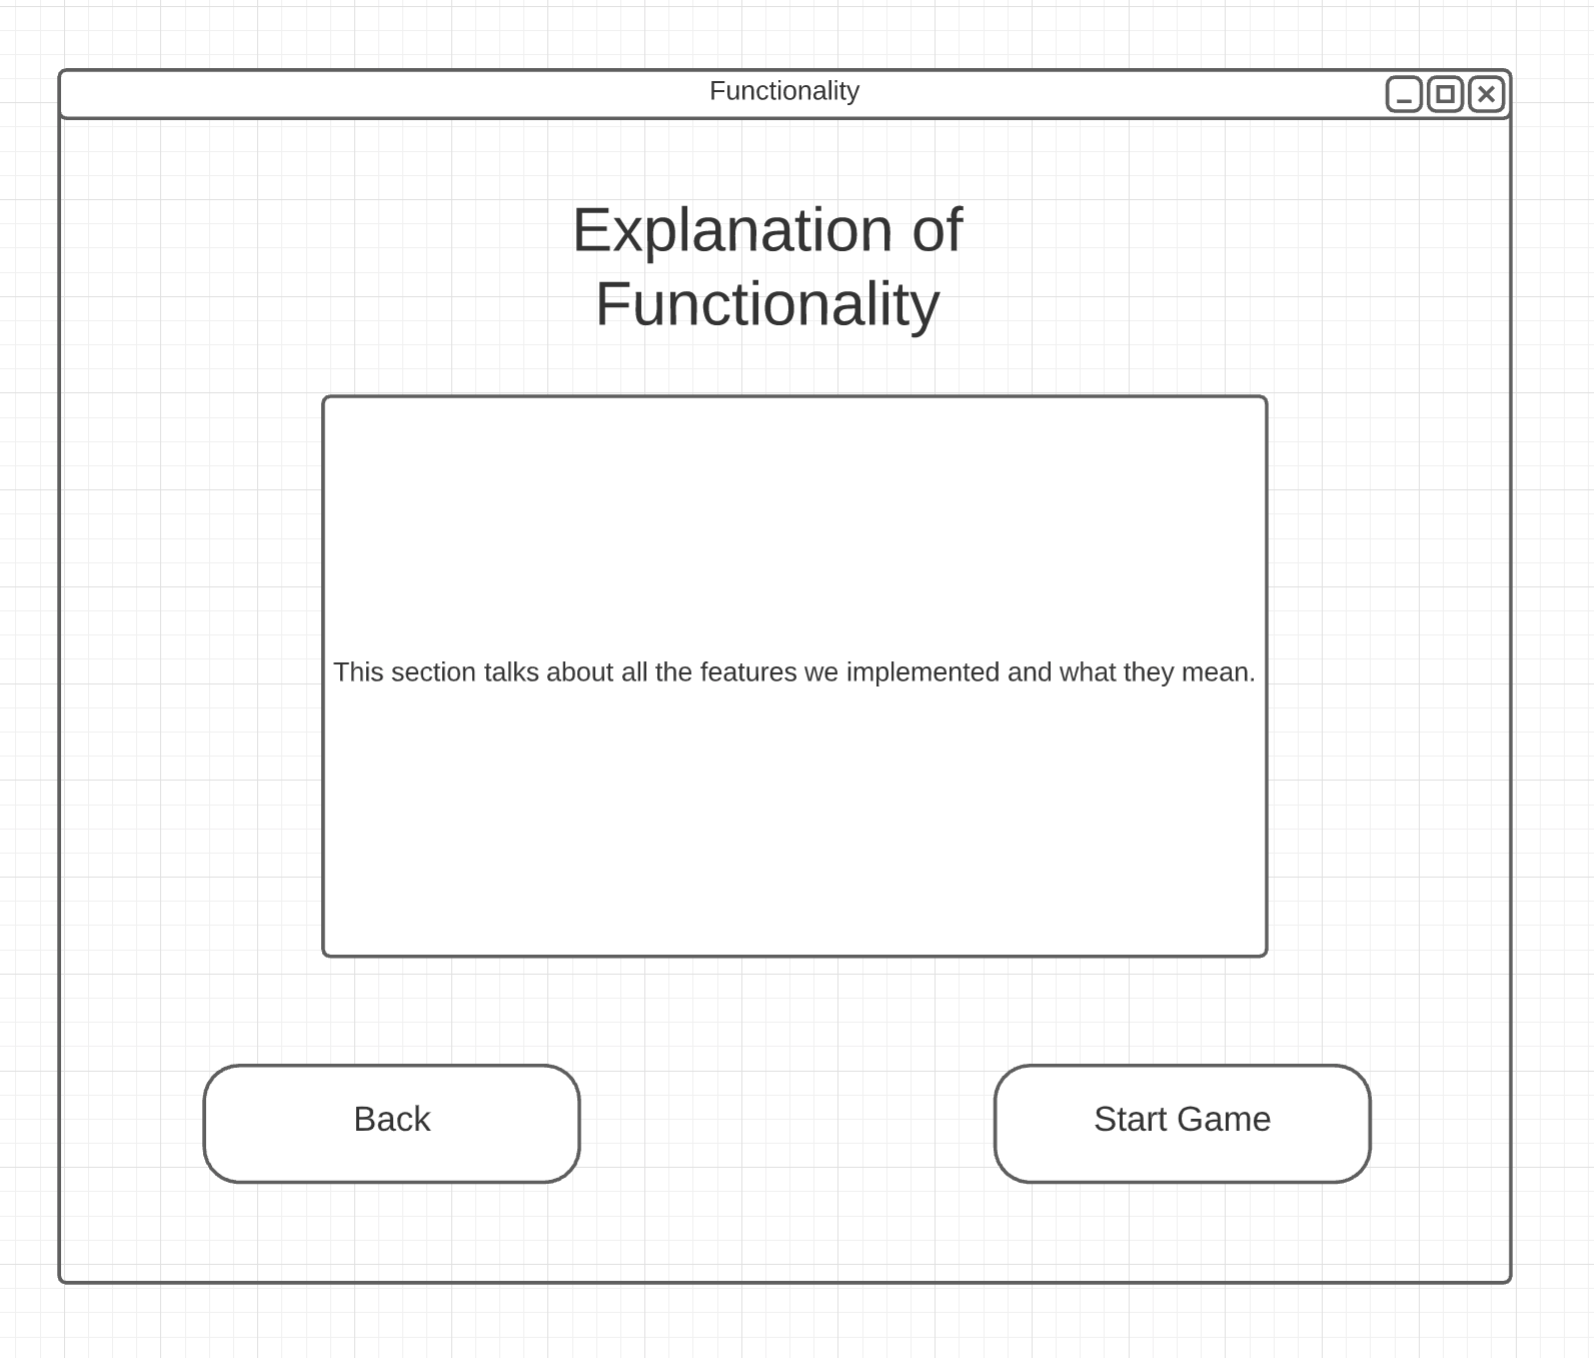 Functionality
Explanation of
Functionality
This section talks about all the features we implemented and what they mean.
Back
Start Game